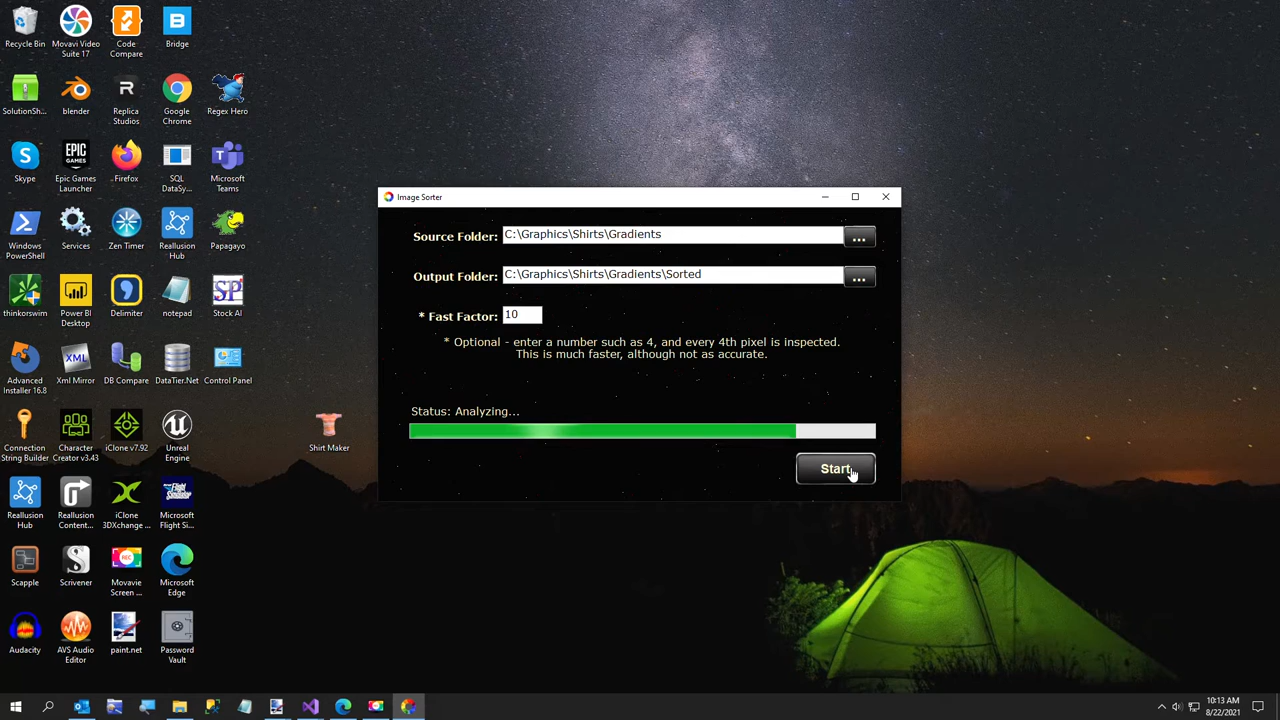 Recycle Bin
Movavi Video
Suite 17
Code
Compare
Bridge
SolutionSh...
blender
Replica
Studios
Google
Chrome
Regex Hero
Skype
Epic Games
Launcher
Firefox
SQL
DataSy...
Microsoft
Teams
Windows
PowerShell
Services
Zen Timer
Reallusion
Hub
Papagayo
thinkorswim
Power BI
Desktop
Delimiter
notepad
Stock AI
Advanced
Installer 16.8
Xml Mirror
DB Compare
DataTier.Net
Control Panel
Connection
String Builder
Character
Creator v3.43
iClone v7.92
Unreal
Engine
Shirt Maker
Reallusion
Hub
Reallusion
Content...
iClone
3DXchange ...
Microsoft
Flight Si...
Scapple
Scrivener
Movavie
Screen ...
Microsoft
Edge
Audacity
AVS Audio
Editor
paint.net
Password
Vault
Image Sorter
Source Folder: C:\Graphics\Shirts\Gradients ...
Output Folder: C:\Graphics\Shirts\Gradients\Sorted ...
* Fast Factor: 10
* Optional - enter a number such as 4, and every 4th pixel is inspected.
This is much faster, although not as accurate.
Status: Analyzing...
Start
10:13 AM
8/22/2021